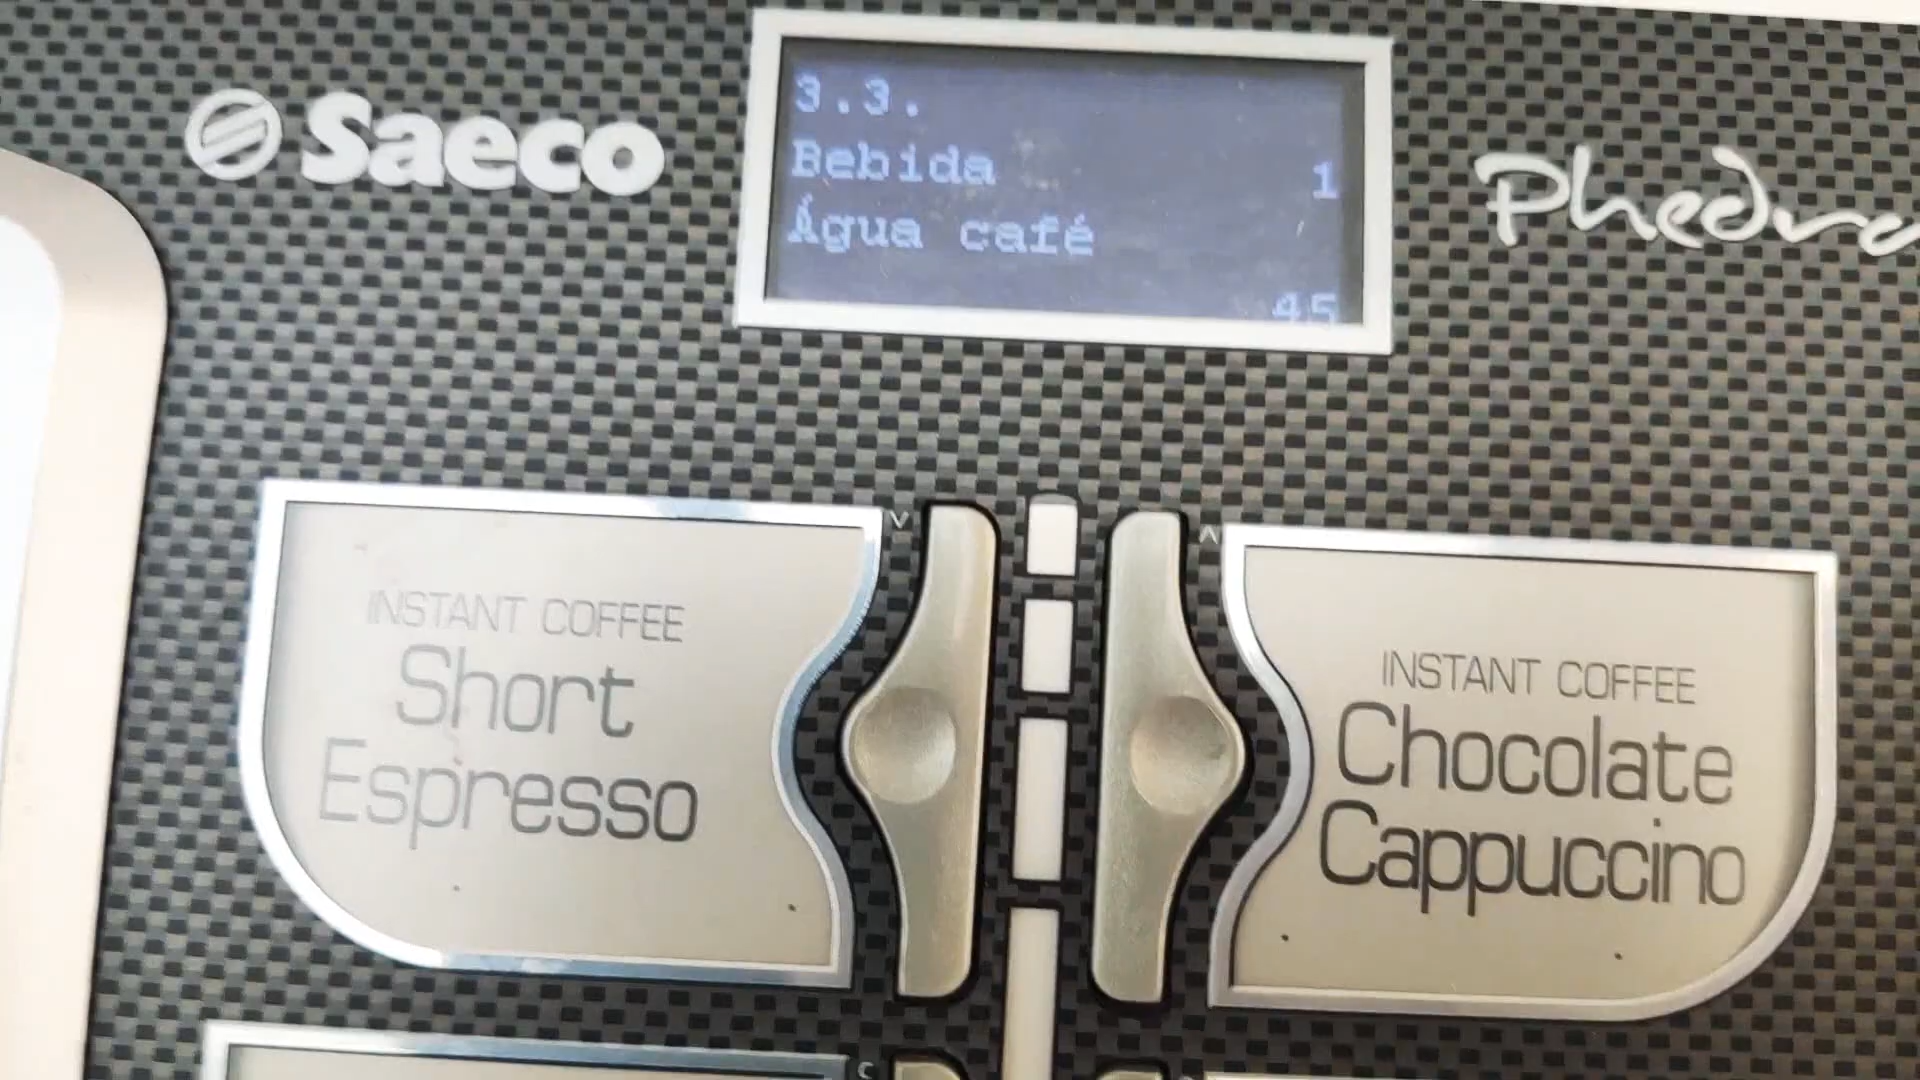 Saeco
3.3.
Bebida 1
Água café
45
Phedra
INSTANT COFFEE
Short
Espresso
INSTANT COFFEE
Chocolate
Cappuccino